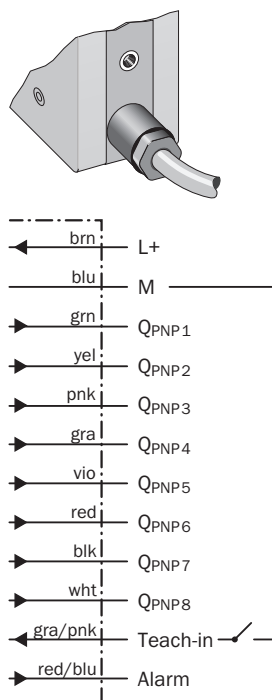 brn L+
blu M
grn QPNP1
yel QPNP2
pnk QPNP3
gra QPNP4
vio QPNP5
red QPNP6
blk QPNP7
wht QPNP8
gra/pnk Teach-in
red/blu Alarm